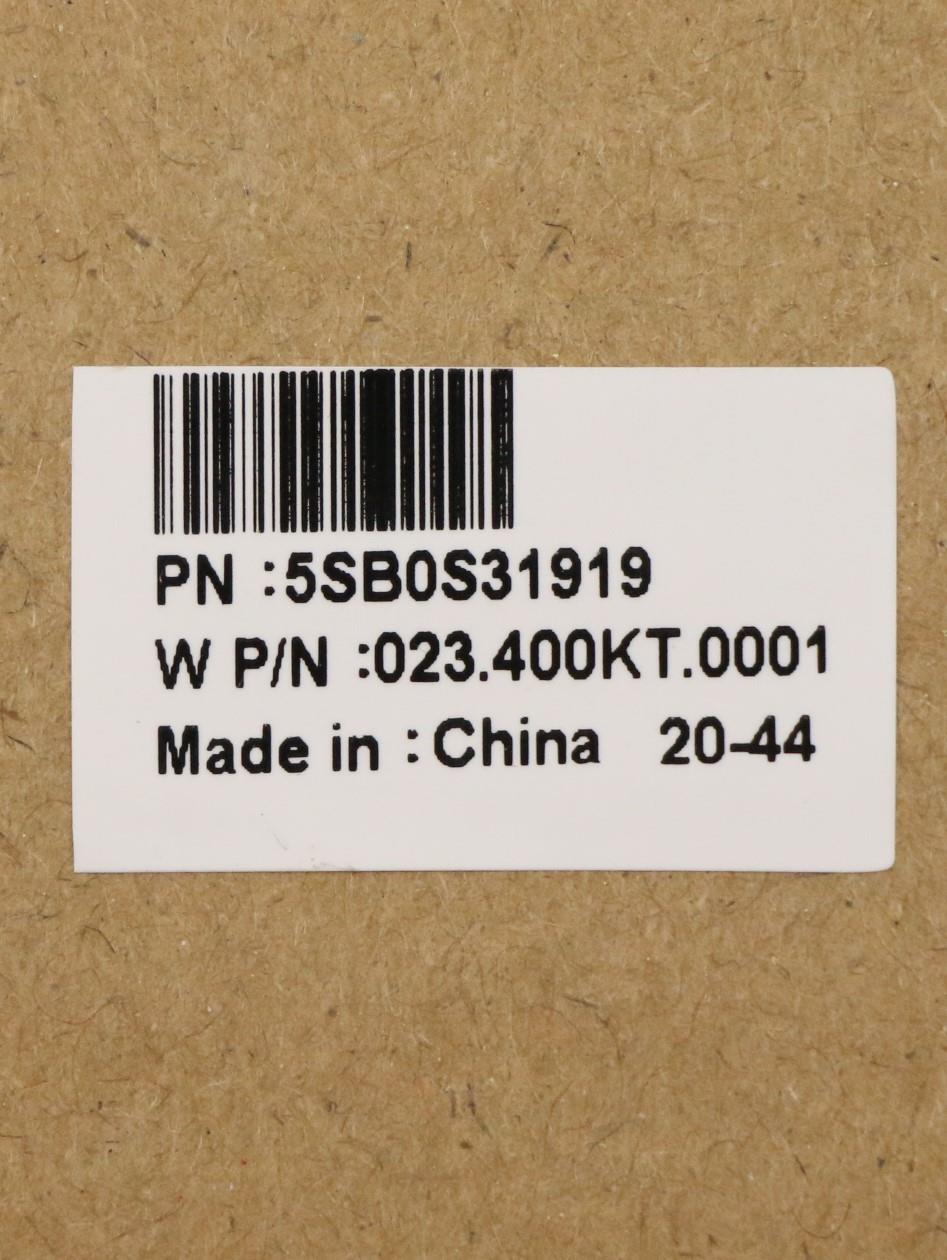 PN :5SB0S31919
W P/N :023.400KT.0001
Made in : China 20-44